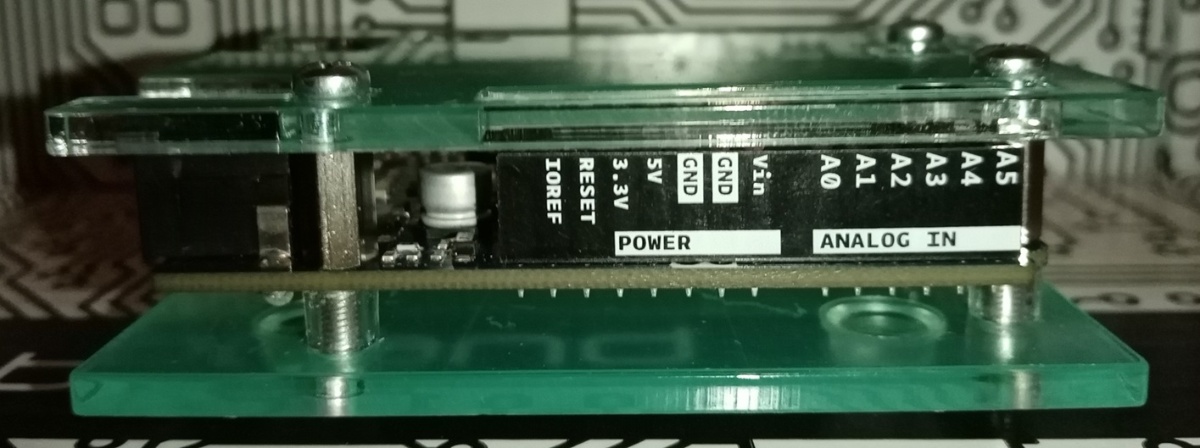 IOREF
RESET
3.3V
5V
GND
GND
Vin
A0
A1
A2
A3
A4
A5
POWER
ANALOG IN